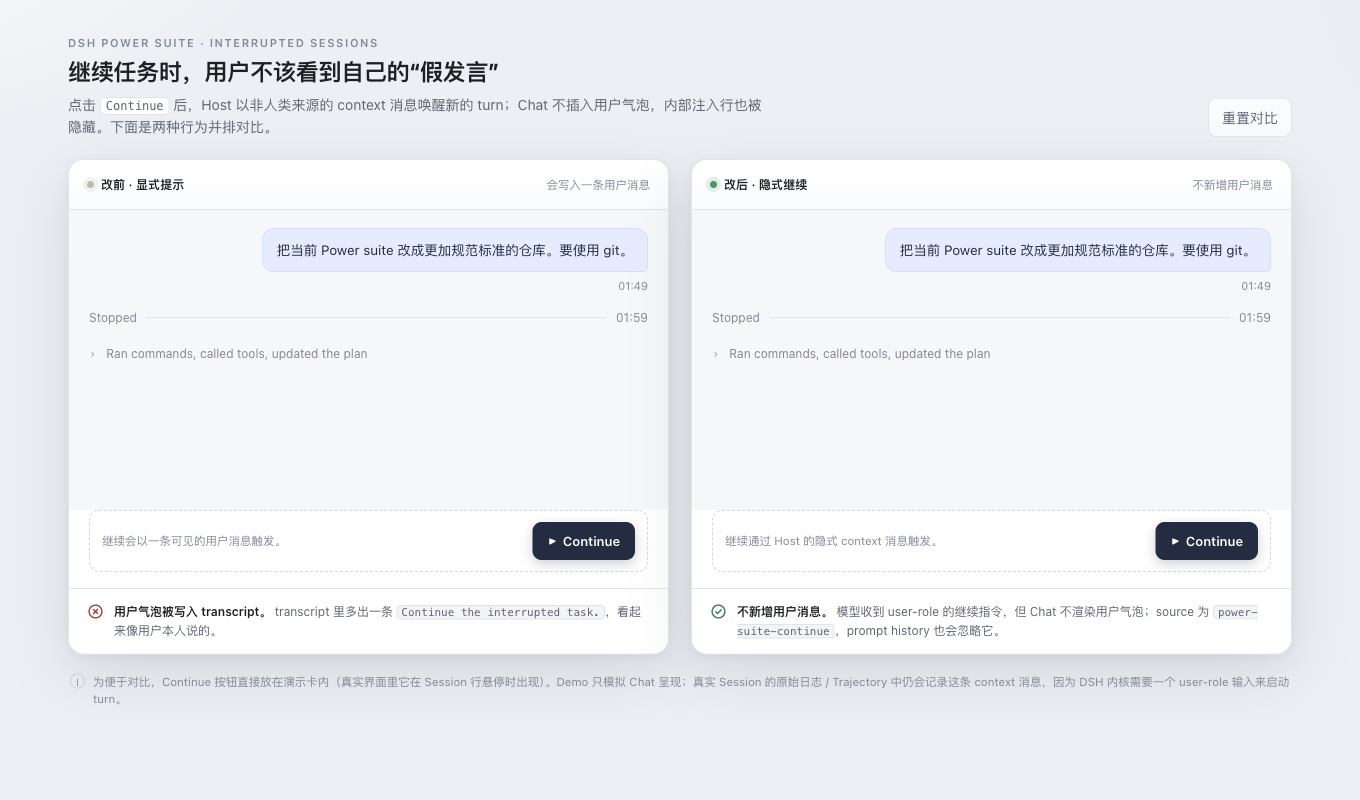 DSH POWER SUITE · INTERRUPTED SESSIONS
继续任务时，用户不该看到自己的“假发言”
点击 Continue 后，Host 以非人类来源的 context 消息唤醒新的 turn；Chat 不插入用户气泡，内部注入行也被
隐藏。下面是两种行为并排对比。
重置对比
改前 · 显式提示
会写入一条用户消息
把当前 Power suite 改成更加规范标准的仓库。要使用 git。
01:49
Stopped
01:59
› Ran commands, called tools, updated the plan
继续会以一条可见的用户消息触发。
Continue
用户气泡被写入 transcript。 transcript 里多出一条 Continue the interrupted task.，看起
来像用户本人说的。
改后 · 隐式继续
不新增用户消息
把当前 Power suite 改成更加规范标准的仓库。要使用 git。
01:49
Stopped
01:59
› Ran commands, called tools, updated the plan
继续通过 Host 的隐式 context 消息触发。
Continue
不新增用户消息。 模型收到 user-role 的继续指令，但 Chat 不渲染用户气泡；source 为 power-
suite-continue，prompt history 也会忽略它。
为便于对比，Continue 按钮直接放在演示卡内（真实界面里它在 Session 行悬停时出现）。Demo 只模拟 Chat 呈现；真实 Session 的原始日志 / Trajectory 中仍会记录这条 context 消息，因为 DSH 内核需要一个 user-role 输入来启动
turn。